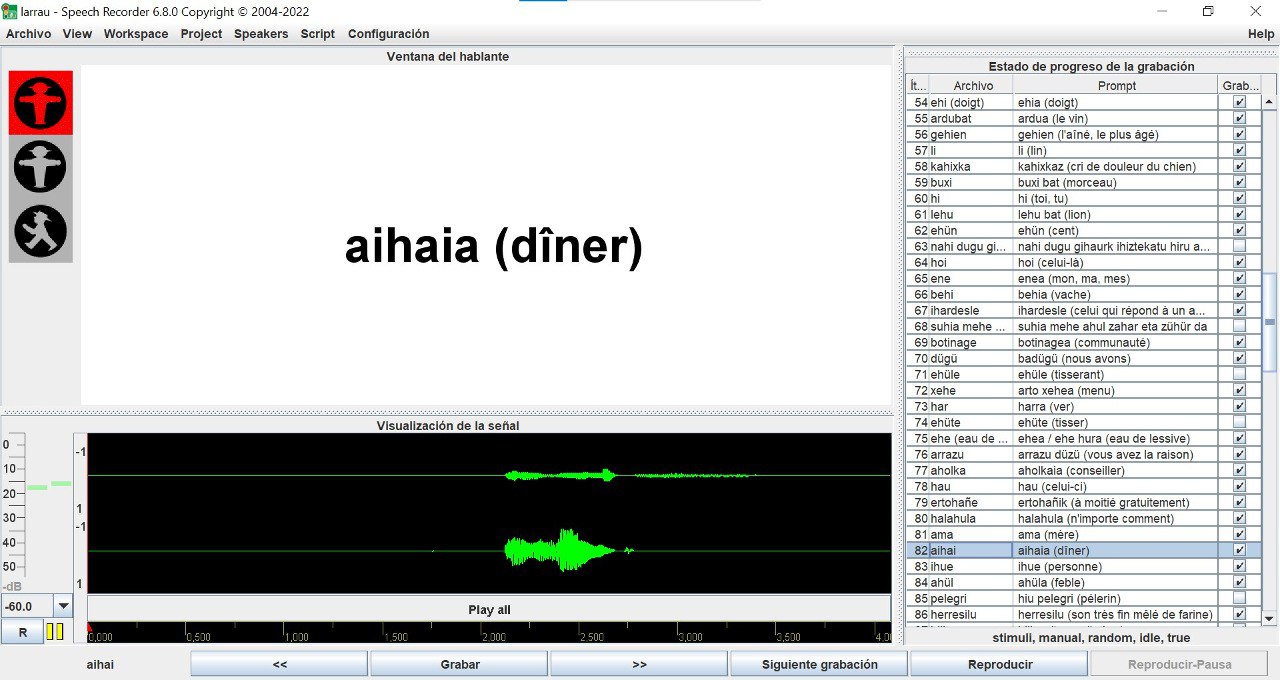 larrau - Speech Recorder 6.8.0 Copyright © 2004-2022
Archivo View Workspace Project Speakers Script Configuración Help
Ventana del hablante
aihaia (dîner)
Visualización de la señal
0
10
20
30
40
50
-dB
-1
1
-1
1
-60.0
R
Play all
0,000 0,500 1,000 1,500 2,000 2,500 3,000 3,500 4,0
Estado de progreso de la grabación
Ít... Archivo Prompt Grab...
54 ehi (doigt) ehia (doigt)
55 ardubat ardua (le vin)
56 gehien gehien (l'aîné, le plus âgé)
57 li li (lin)
58 kahixka kahixkaz (cri de douleur du chien)
59 buxi buxi bat (morceau)
60 hi hi (toi, tu)
61 lehu lehu bat (lion)
62 ehün ehün (cent)
63 nahi dugu gi... nahi dugu gihaurk ihiztekatu hiru a...
64 hoi hoi (celui-là)
65 ene enea (mon, ma, mes)
66 behi behia (vache)
67 ihardesle ihardesle (celui qui répond à un a...
68 suhia mehe ... suhia mehe ahul zahar eta zühür da
69 botinage botinagea (communauté)
70 dügü badügü (nous avons)
71 ehüle ehüle (tisserant)
72 xehe arto xehea (menu)
73 har harra (ver)
74 ehüte ehüte (tisser)
75 ehe (eau de ... ehea / ehe hura (eau de lessive)
76 arrazu arrazu düzü (vous avez la raison)
77 aholka aholkaia (conseiller)
78 hau hau (celui-ci)
79 ertohañe ertohañik (à moitié gratuitement)
80 halahula halahula (n'importe comment)
81 ama ama (mère)
82 aihai aihaia (dîner)
83 ihue ihue (personne)
84 ahül ahüla (feble)
85 pelegri hiu pelegri (pélerin)
86 herresilu herresilu (son très fin mêlé de farine)
stimuli, manual, random, idle, true
aihai << Grabar >> Siguiente grabación Reproducir Reproducir-Pausa